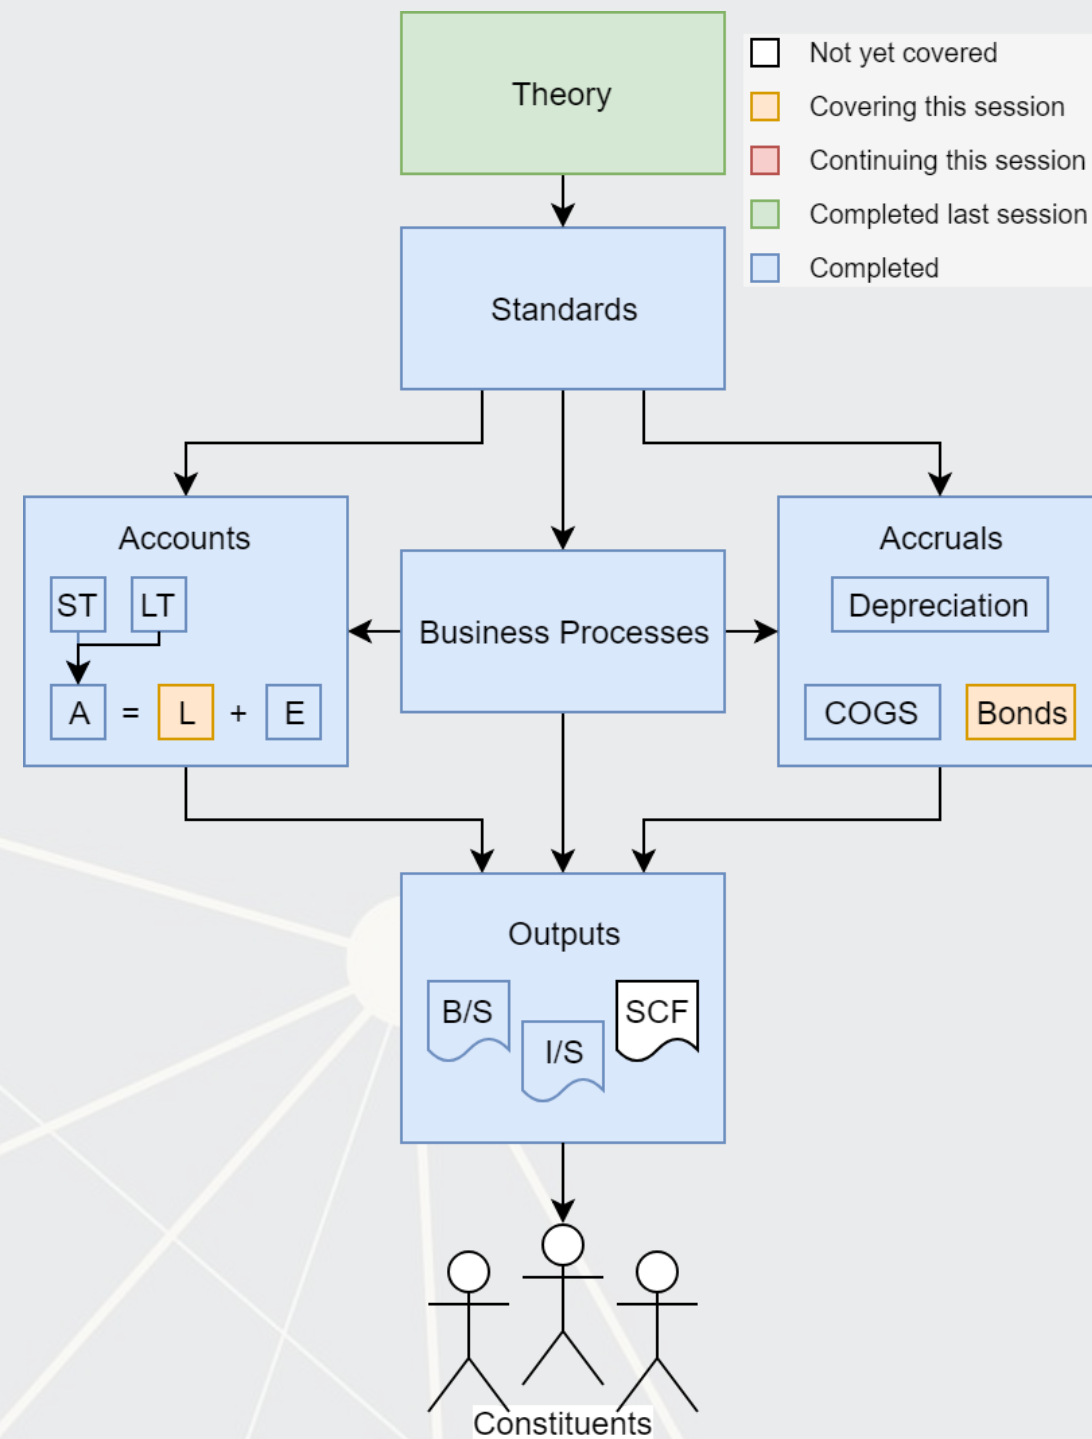 Theory
Not yet covered
Covering this session
Continuing this session
Completed last session
Completed
Standards
Accounts
ST LT
A = L + E
Business Processes
Accruals
Depreciation
COGS Bonds
Outputs
B/S
I/S
SCF
Constituents